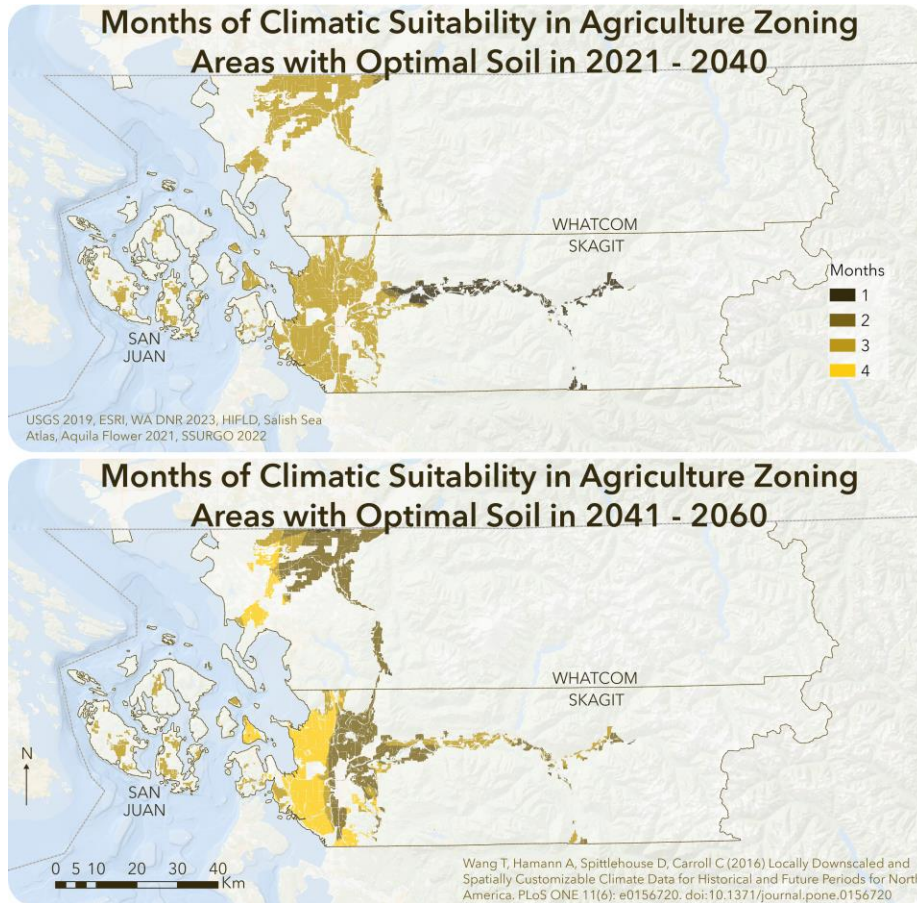 Months of Climatic Suitability in Agriculture Zoning
Areas with Optimal Soil in 2021 - 2040
WHATCOM
SKAGIT
SAN
JUAN
Months
1
2
3
4
USGS 2019, ESRI, WA DNR 2023, HIFLD, Salish Sea
Atlas, Aquila Flower 2021, SSURGO 2022
Months of Climatic Suitability in Agriculture Zoning
Areas with Optimal Soil in 2041 - 2060
WHATCOM
SKAGIT
N
SAN
JUAN
0 5 10 20 30 40
Km
Wang T, Hamann A, Spittlehouse D, Carroll C (2016) Locally Downscaled and
Spatially Customizable Climate Data for Historical and Future Periods for North
America. PLoS ONE 11(6): e0156720. doi:10.1371/journal.pone.0156720